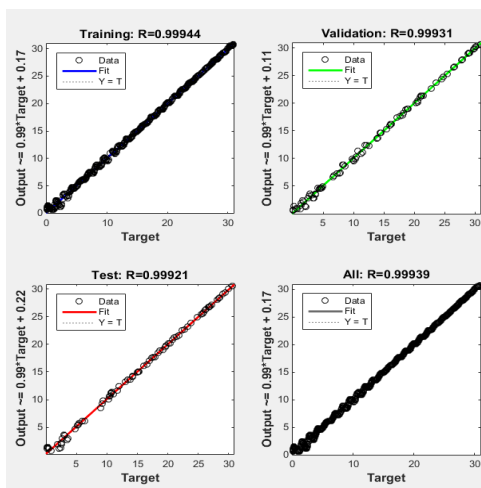 Training: R=0.99944
Output ~= 0.99*Target + 0.17
30
25
20
15
10
5
0
Data
Fit
Y = T
0
10
20
30
Target
Validation: R=0.99931
Output ~= 0.99*Target + 0.11
30
25
20
15
10
5
Data
Fit
Y = T
0
10
20
30
Target
Test: R=0.99921
Output ~= 0.99*Target + 0.22
30
25
20
15
10
5
Data
Fit
Y = T
5
10
15
20
25
30
Target
All: R=0.99939
Output ~= 0.99*Target + 0.17
30
25
20
15
10
5
0
Data
Fit
Y = T
0
10
20
30
Target